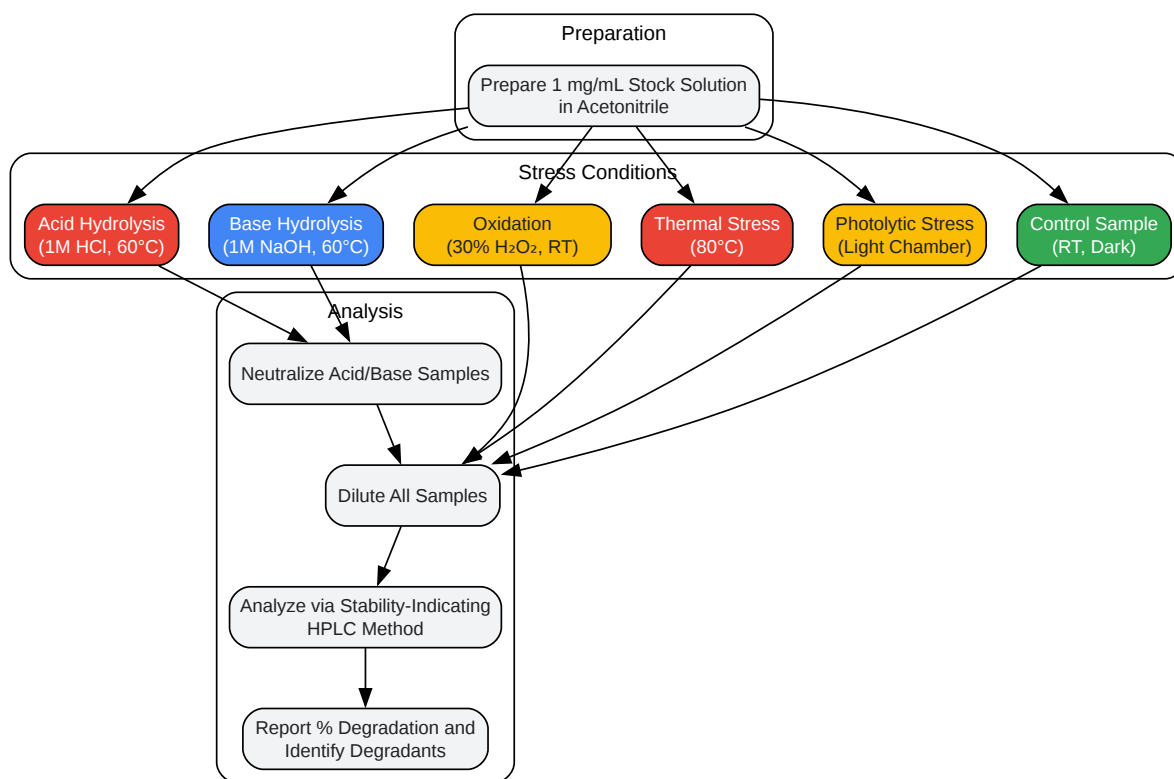 Preparation
Prepare 1 mg/mL Stock Solution
in Acetonitrile
Stress Conditions
Acid Hydrolysis
(1M HCl, 60°C)
Base Hydrolysis
(1M NaOH, 60°C)
Oxidation
(30% H₂O₂, RT)
Thermal Stress
(80°C)
Photolytic Stress
(Light Chamber)
Control Sample
(RT, Dark)
Analysis
Neutralize Acid/Base Samples
Dilute All Samples
Analyze via Stability-Indicating
HPLC Method
Report % Degradation and
Identify Degradants